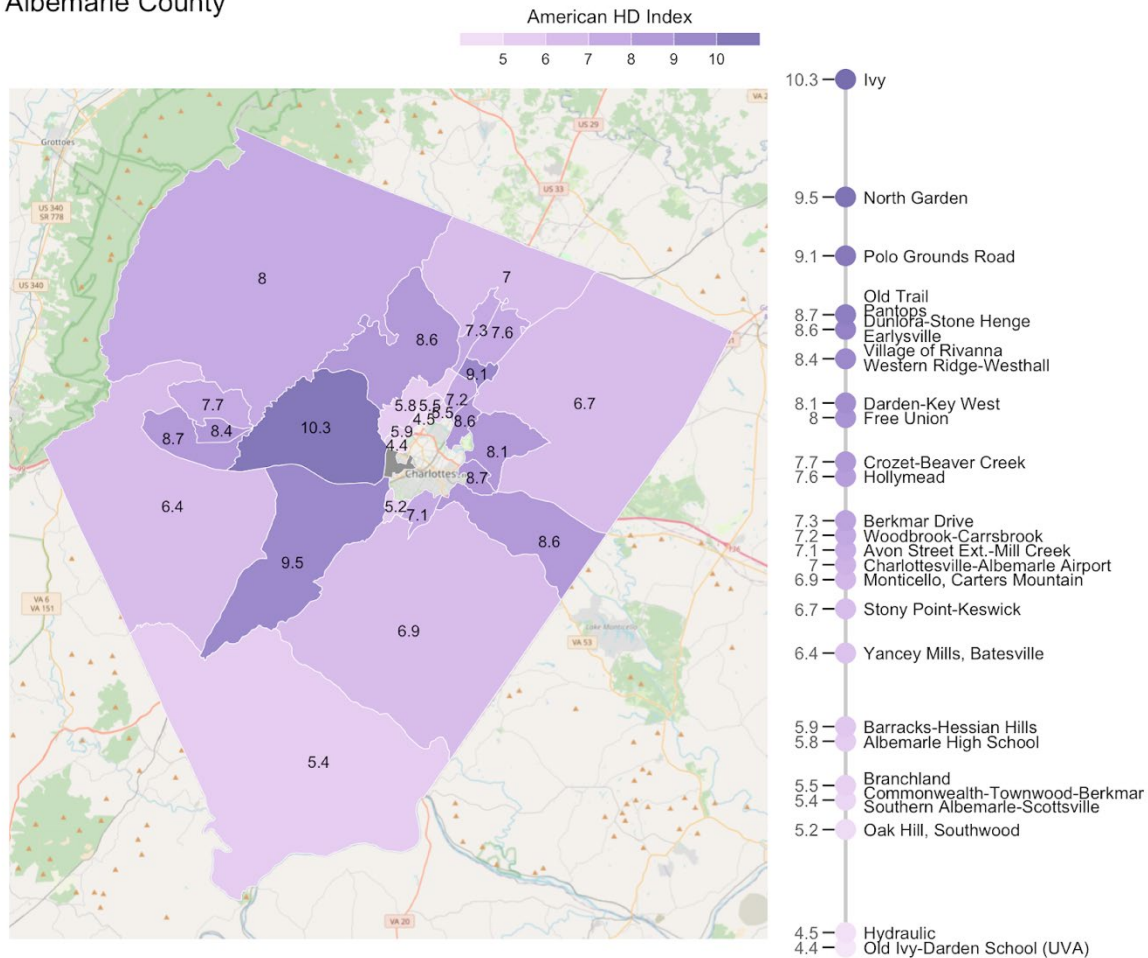 Albemarle County
American HD Index
5 6 7 8 9 10
Grottoes
US 29
VA 2
US 33
US 340
SR 778
US 340
8
7
8.6
7.3
7.6
9.1
6.7
7.7
8.7
8.4
10.3
5.8
5.5
7.2
5.5
4.5
8.6
5.9
4.4
Charlottes
8.1
8.7
6.4
5.2
7.1
9.5
8.6
VA 6
VA 151
6.9
Lake Monticello
VA 53
5.4
VA 20
10.3 Ivy
9.5 North Garden
9.1 Polo Grounds Road
Old Trail
8.7 Pantops
Dunlora-Stone Henge
8.6 Earlysville
Village of Rivanna
8.4 Western Ridge-Westhall
8.1 Darden-Key West
8 Free Union
7.7 Crozet-Beaver Creek
7.6 Hollymead
7.3 Berkmar Drive
7.2 Woodbrook-Carrsbrook
7.1 Avon Street Ext.-Mill Creek
7 Charlottesville-Albemarle Airport
6.9 Monticello, Carters Mountain
6.7 Stony Point-Keswick
6.4 Yancey Mills, Batesville
5.9 Barracks-Hessian Hills
5.8 Albemarle High School
5.5 Branchland
Commonwealth-Townwood-Berkmar
5.4 Southern Albemarle-Scottsville
5.2 Oak Hill, Southwood
4.5 Hydraulic
4.4 Old Ivy-Darden School (UVA)